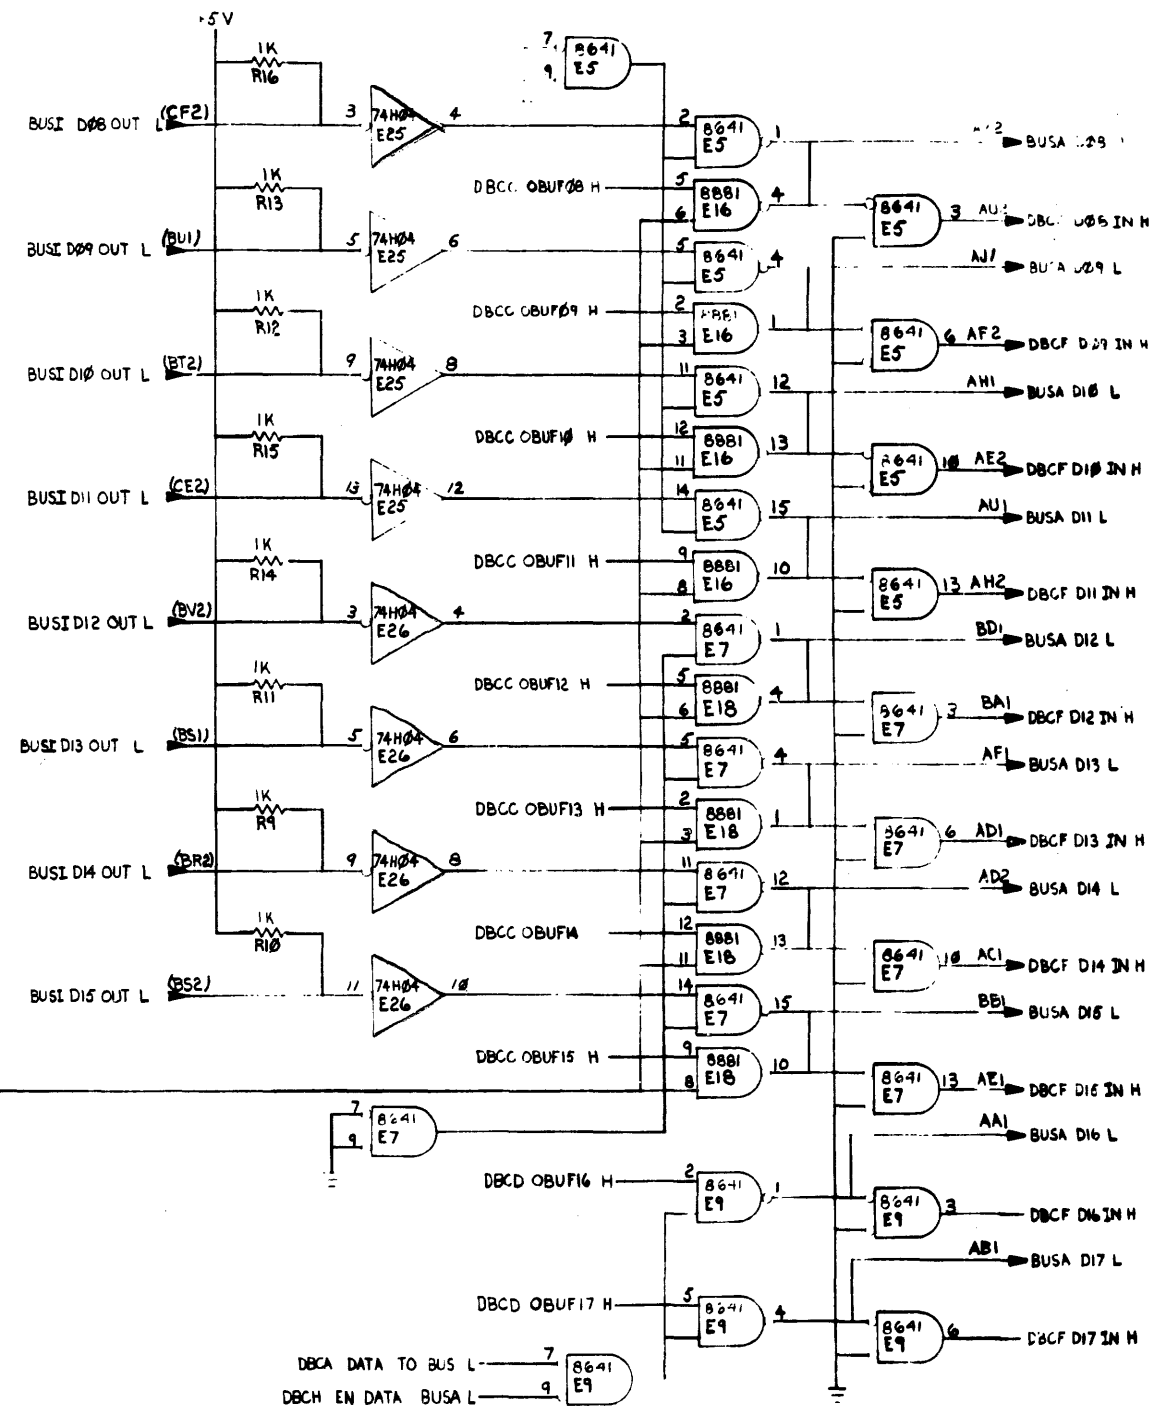 +5V
1K
R16
7
9
8641
E5
BUSI D08 OUT L
(CF2)
3
74H04
E25
4
2
8641
E5
1
BUSA
1K
R13
DBCC OBUF08 H
5
6
8881
E16
4
8641
E5
3
IN H
BUSI D09 OUT L
(BU1)
5
74H04
E25
6
5
8641
E5
4
AJ1
D09 L
1K
R12
DBCC OBUF09 H
2
3
E16
1
8641
E5
6
AF2
DBCF D09 IN H
BUSI D10 OUT L
(BT2)
9
74H04
E25
8
11
8641
E5
12
AH1
BUSA D10 L
1K
R15
DBCC OBUF10 H
12
11
8881
E16
13
8641
E5
10
AE2
DBCF D10 IN H
BUSI D11 OUT L
(CE2)
13
74H04
E25
12
14
8641
E5
15
AU1
BUSA D11 L
1K
R14
DBCC OBUF11 H
9
8
8881
E16
10
8641
E5
13
AH2
DBCF D11 IN H
BUSI D12 OUT L
(BV2)
3
74H04
E26
4
2
8641
E7
1
BD1
BUSA D12 L
1K
R11
DBCC OBUF12 H
5
6
8881
E18
4
8641
E7
3
BA1
DBCF D12 IN H
BUSI D13 OUT L
(BS1)
5
74H04
E26
6
5
8641
E7
4
AF1
BUSA D13 L
1K
R9
DBCC OBUF13 H
2
3
8881
E18
1
8641
E7
6
AD1
DBCF D13 IN H
BUSI D14 OUT L
(BR2)
9
74H04
E26
8
11
8641
E7
12
AD2
BUSA D14 L
1K
R10
DBCC OBUF14
12
11
8881
E18
13
8641
E7
10
AC1
DBCF D14 IN H
BUSI D15 OUT L
(BS2)
11
74H04
E26
10
14
8641
E7
15
BE1
BUSA D15 L
DBCC OBUF15 H
9
8
8881
E18
10
8641
E7
13
AE1
DBCF D15 IN H
7
9
8641
E7
AA1
BUSA D16 L
DBCD OBUF16 H
2
8641
E9
1
8641
E9
3
DBCF D16 IN H
AB1
BUSA D17 L
DBCD OBUF17 H
5
8641
E9
4
8641
E9
6
DBCF D17 IN H
DBCA DATA TO BUS L
7
8641
E9
DBCH EN DATA BUSA L
9